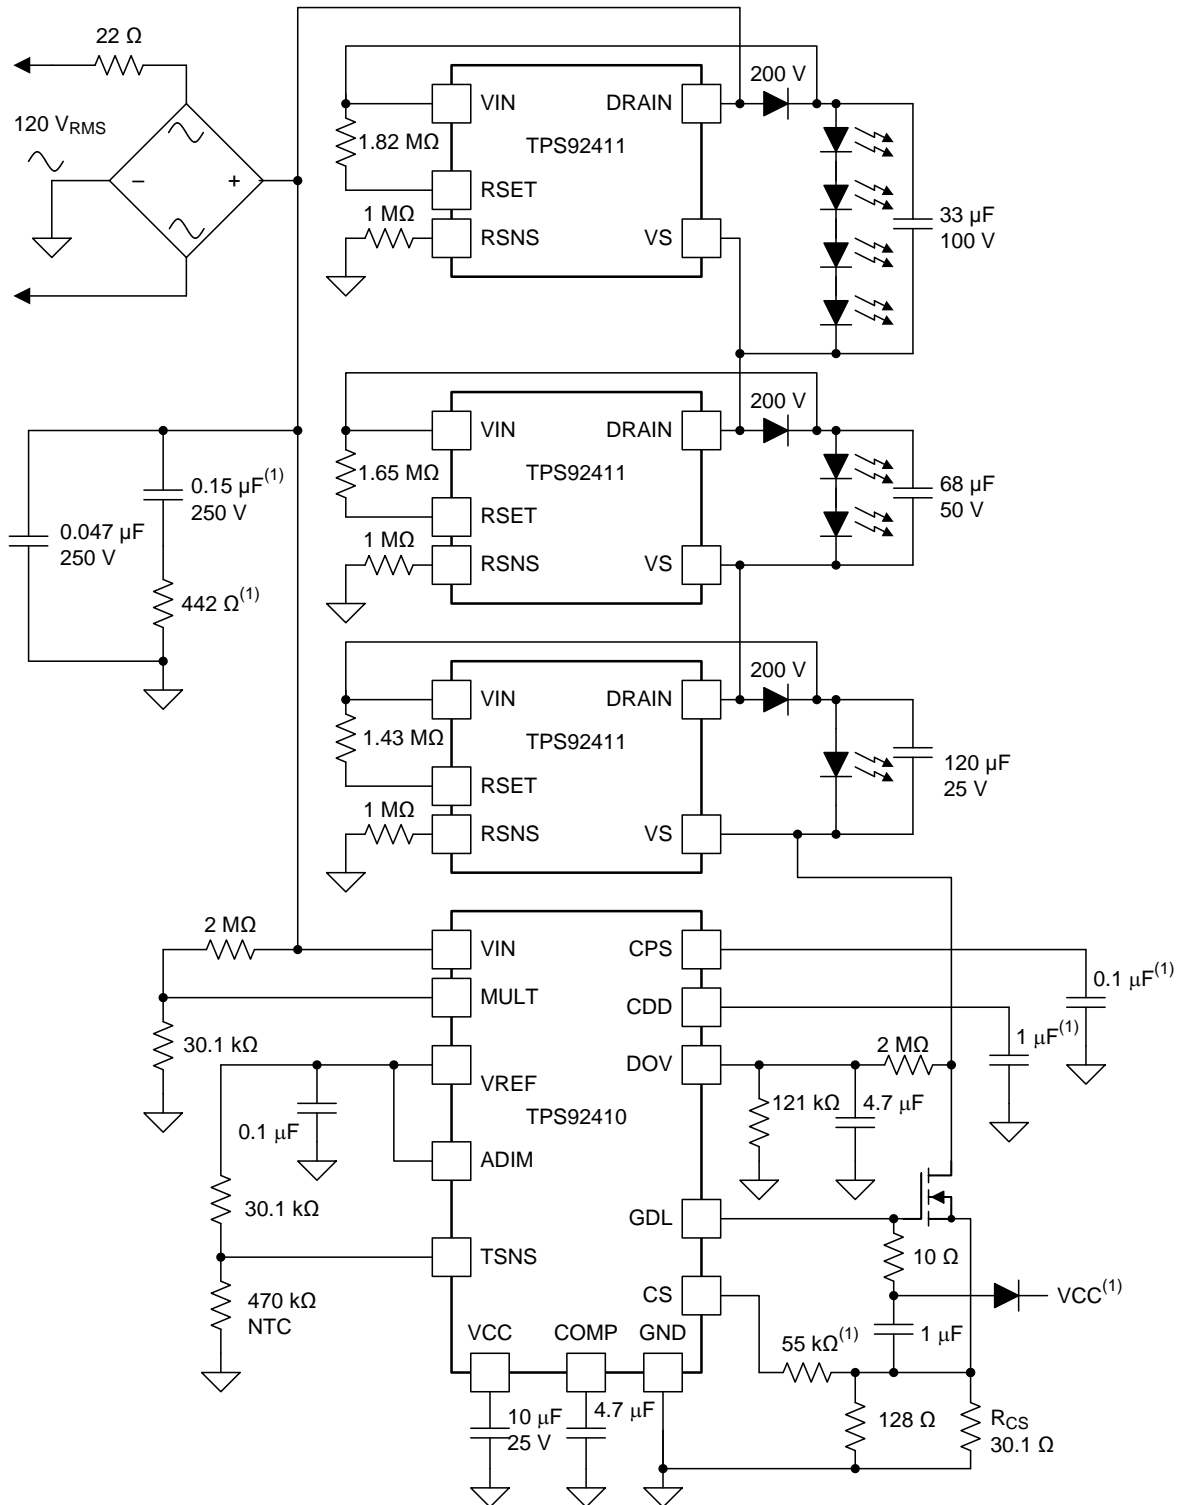 22 Ω
120 VRMS
−
+
200 V
VIN
DRAIN
1.82 MΩ
TPS92411
RSET
1 MΩ
RSNS
VS
33 µF
100 V
200 V
VIN
DRAIN
1.65 MΩ
TPS92411
RSET
1 MΩ
RSNS
VS
68 µF
50 V
0.15 µF(1)
250 V
0.047 µF
250 V
442 Ω(1)
200 V
VIN
DRAIN
1.43 MΩ
TPS92411
RSET
1 MΩ
RSNS
VS
120 µF
25 V
2 MΩ
VIN
CPS
MULT
CDD
0.1 µF(1)
30.1 kΩ
1 µF(1)
VREF
DOV
2 MΩ
0.1 µF
TPS92410
121 kΩ
4.7 µF
ADIM
30.1 kΩ
GDL
TSNS
10 Ω
470 kΩ
NTC
CS
VCC(1)
VCC
COMP
GND
55 kΩ(1)
1 µF
10 µF
25 V
4.7 µF
128 Ω
RCS
30.1 Ω